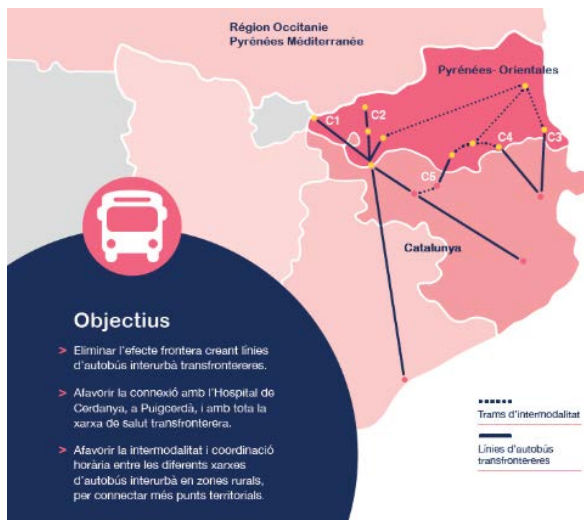 Région Occitanie
Pyrénées Méditerranée
Pyrénées- Orientales
C1
C2
C4
C3
C5
Catalunya
Objectius
> Eliminar l'efecte frontera creant línies
d'autobús interurbà transfrontereres.
> Afavorir la connexió amb l'Hospital de
Cerdanya, a Puigcerdà, i amb tota la
xarxa de salut transfronterera.
> Afavorir la intermodalitat i coordinació
horària entre les diferents xarxes
d'autobús interurbà en zones rurals,
per connectar més punts territorials.
Trams d'intermodalitat
Línies d'autobús
transfrontereres